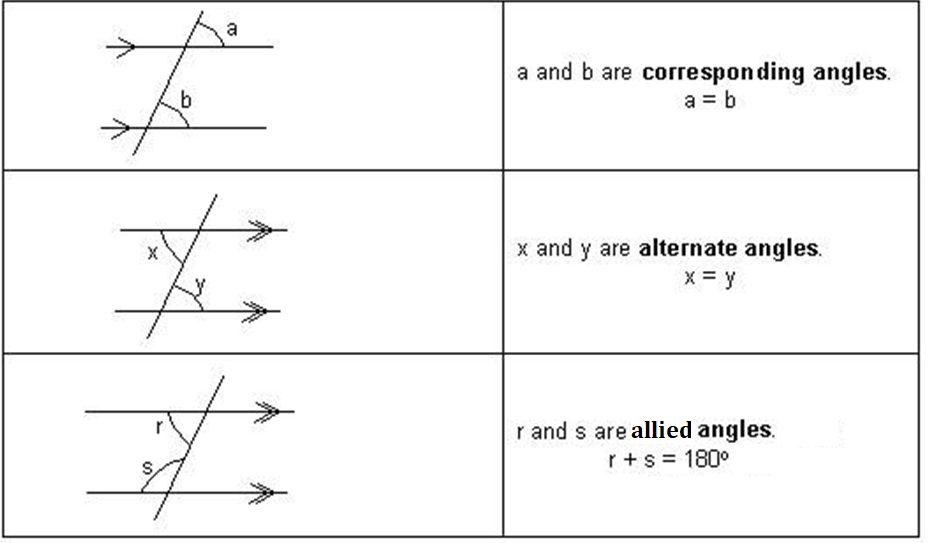 a
b
a and b are corresponding angles.
a = b
x
y
x and y are alternate angles.
x = y
r
s
r and s are allied angles.
r + s = 180º